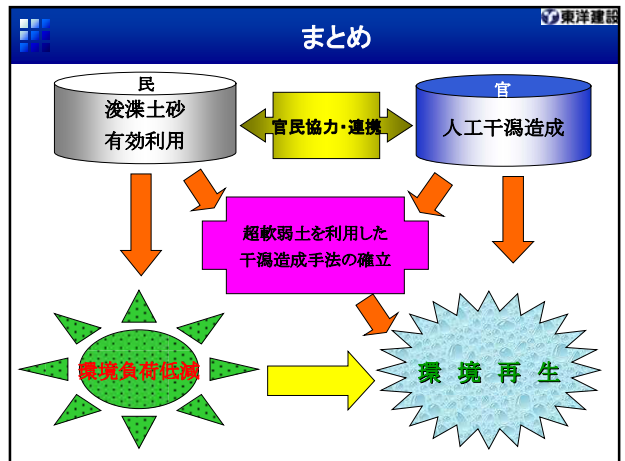 まとめ
東洋建設
民
浚渫土砂
有効利用
官民協力・連携
官
人工干潟造成
超軟弱土を利用した
干潟造成手法の確立
環境負荷低減
環 境 再 生